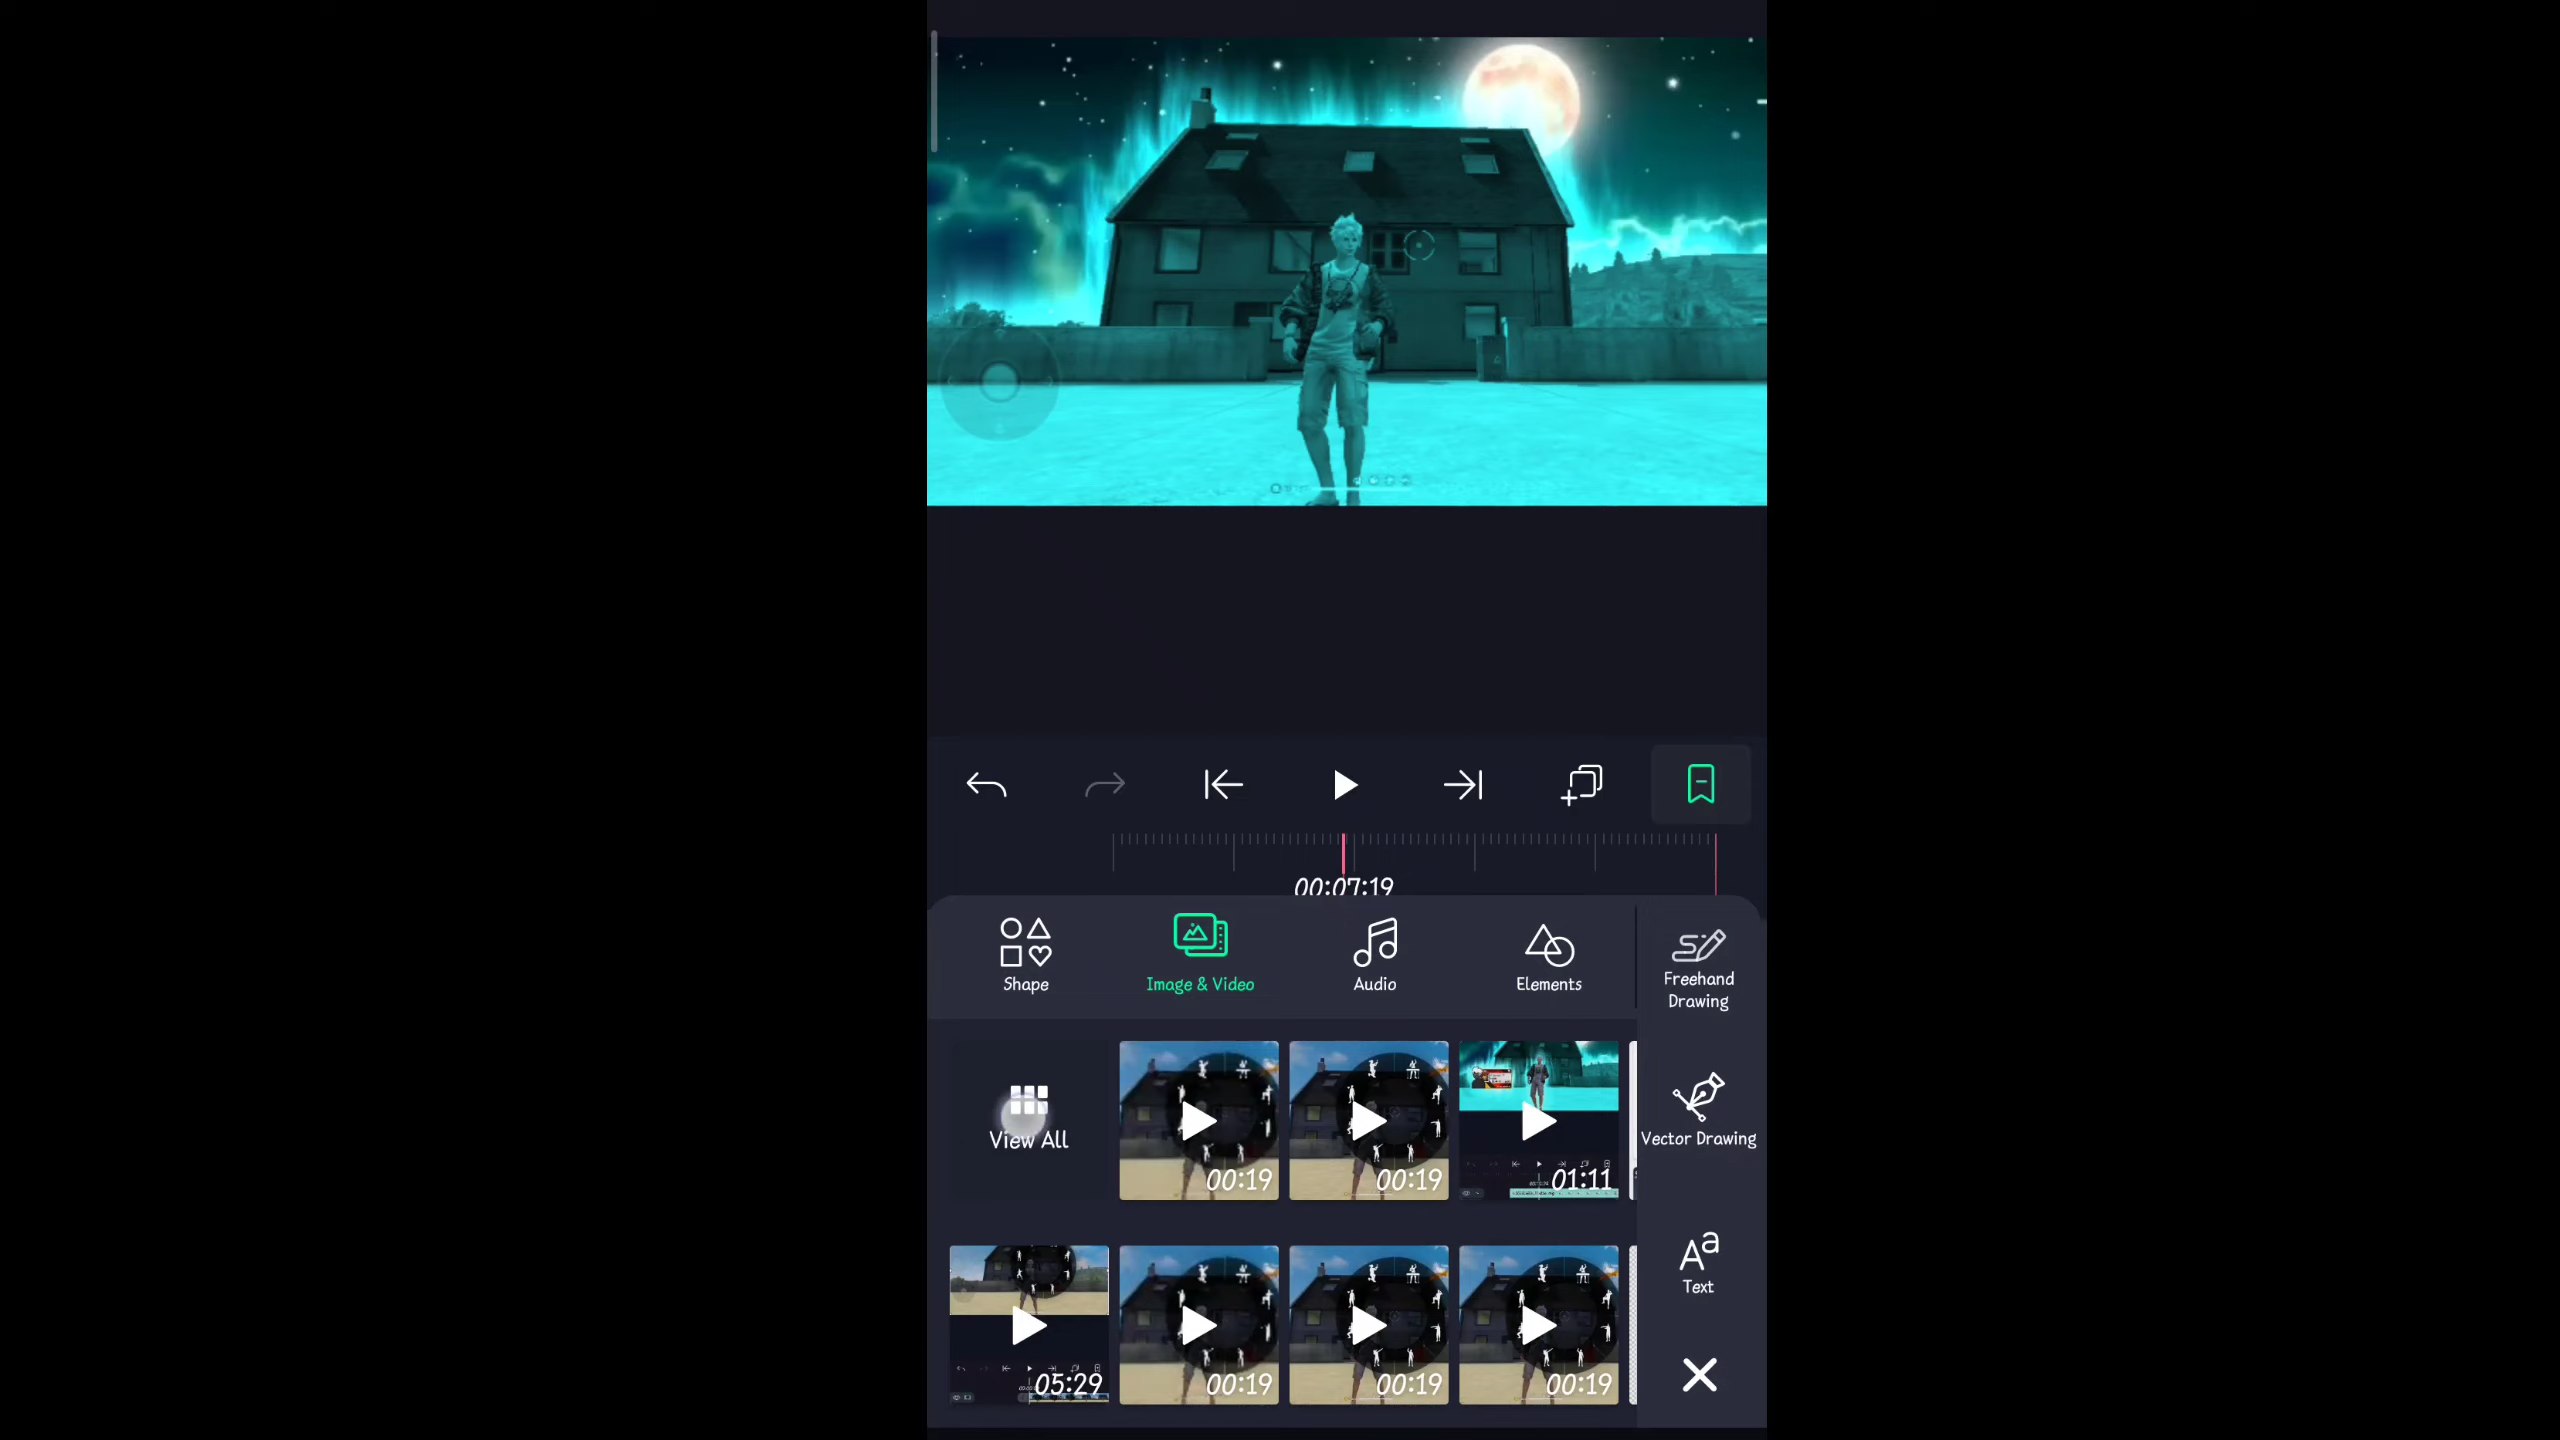 00:07:19
Shape
Image & Video
Audio
Elements
Freehand
Drawing
View All
00:19
00:19
01:11
Vector Drawing
Aa
Text
05:29
00:19
00:19
00:19